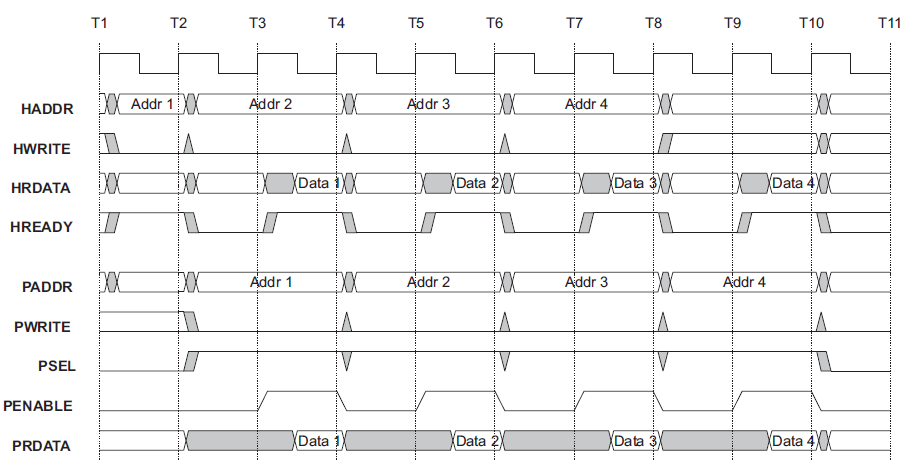 T1 T2 T3 T4 T5 T6 T7 T8 T9 T10 T11
HADDR Addr 1 Addr 2 Addr 3 Addr 4
HWRITE
HRDATA Data 1 Data 2 Data 3 Data 4
HREADY
PADDR Addr 1 Addr 2 Addr 3 Addr 4
PWRITE
PSEL
PENABLE
PRDATA Data 1 Data 2 Data 3 Data 4